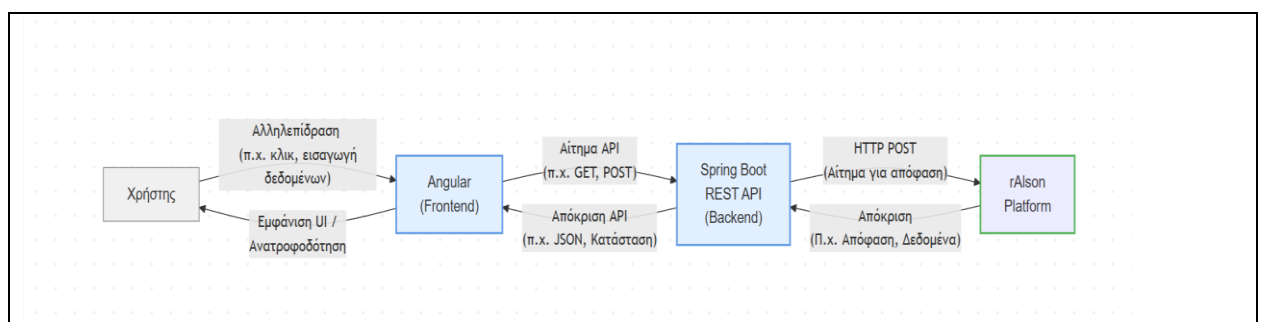 Χρήστης
Αλληλεπίδραση
(π.χ. κλικ, εισαγωγή
δεδομένων)
Εμφάνιση UI /
Ανατροφοδότηση
Angular
(Frontend)
Αίτημα API
(π.χ. GET, POST)
Απόκριση API
(π.χ. JSON, Κατάσταση)
Spring Boot
REST API
(Backend)
HTTP POST
(Αίτημα για απόφαση)
Απόκριση
(Π.χ. Απόφαση, Δεδομένα)
rAIson
Platform